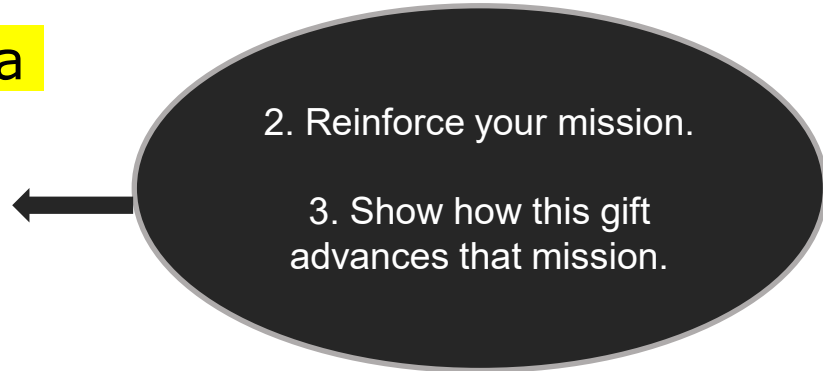 a
2. Reinforce your mission.
3. Show how this gift
advances that mission.